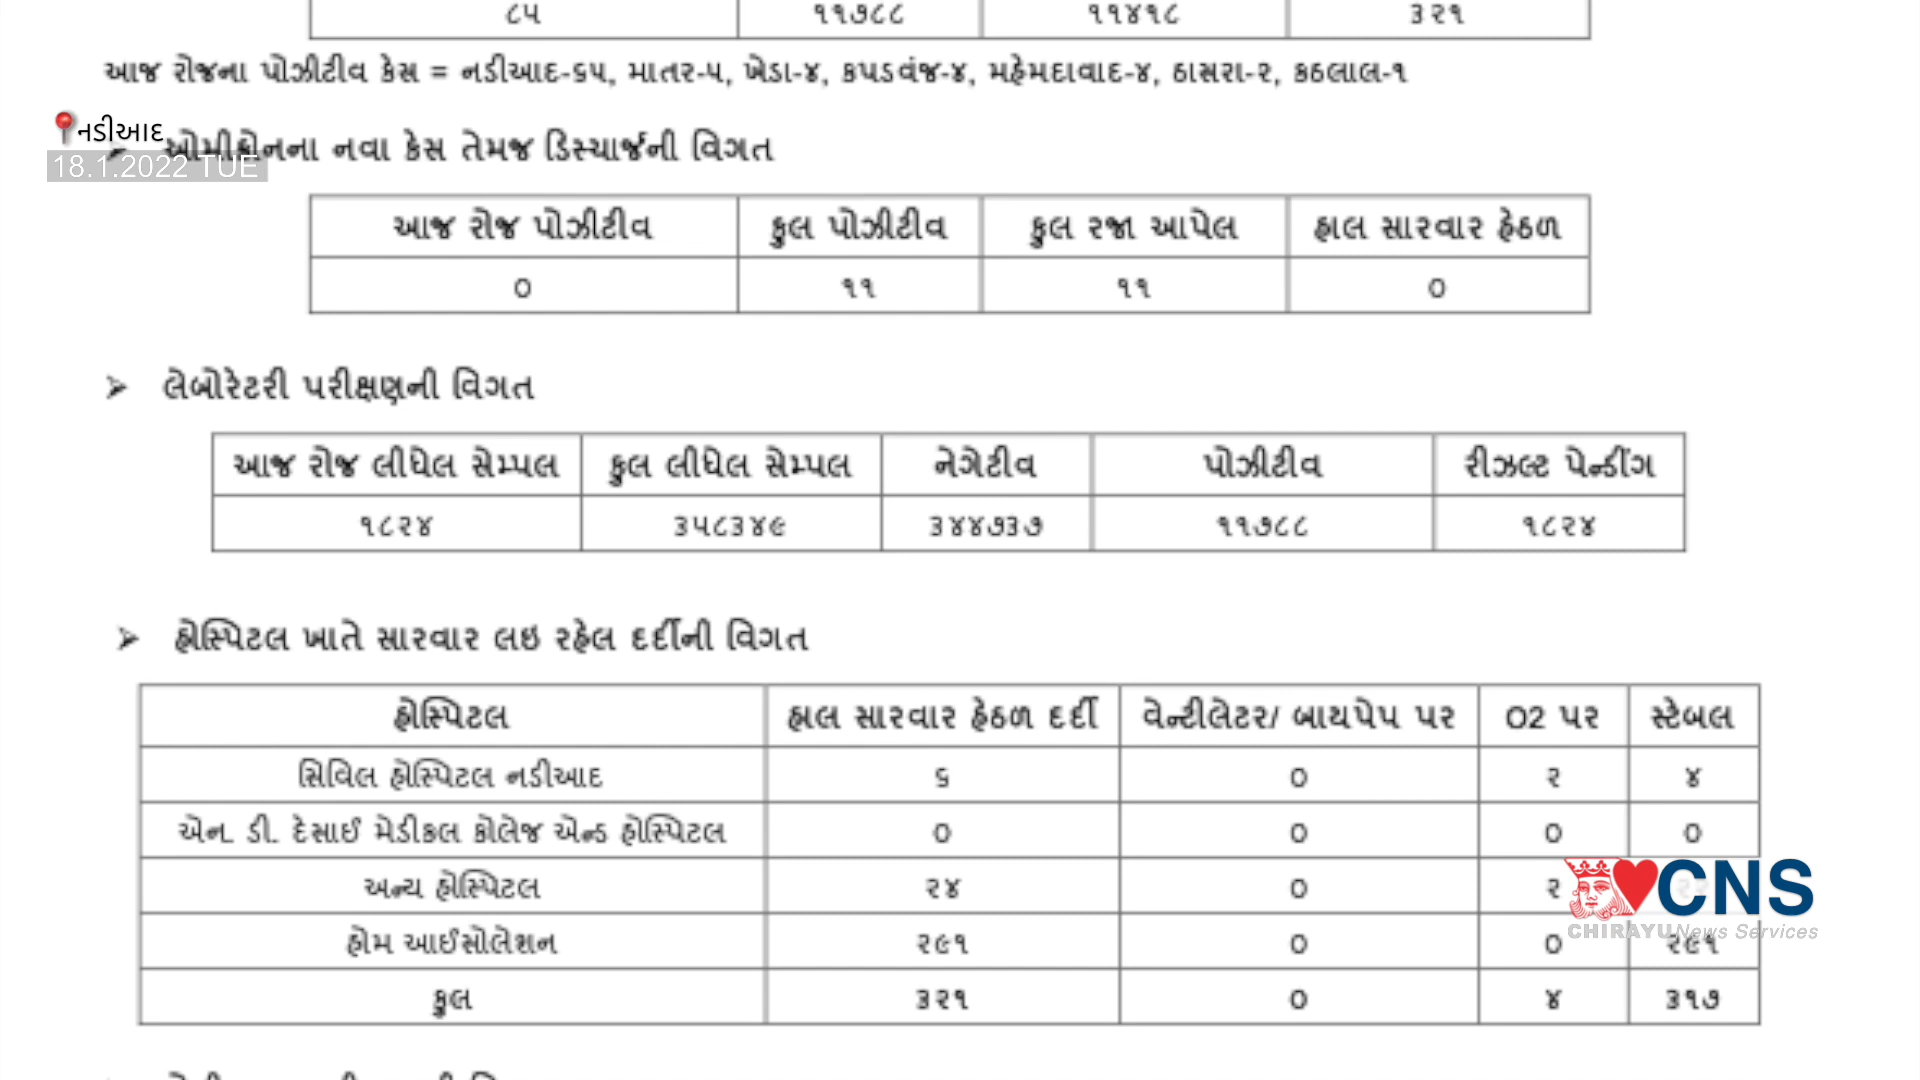 ૮૫ ૧૧૭૮૮ ૧૧૪૧૮ ૩૨૧
આજ રોજના પોઝીટીવ કેસ = નડીઆદ-૬૫, માતર-૫, ખેડા-૪, કપડવંજ-૪, મહેમદાવાદ-૪, ઠાસરા-૨, કઠલાલ-૧
નડીઆદ
18.1.2022 TUE
➢ ઓમીક્રોનના નવા કેસ તેમજ ડિસ્ચાર્જની વિગત
આજ રોજ પોઝીટીવ કુલ પોઝીટીવ કુલ રજા આપેલ હાલ સારવાર હેઠળ
૦ ૧૧ ૧૧ ૦
➢ લેબોરેટરી પરીક્ષણની વિગત
આજ રોજ લીધેલ સેમ્પલ કુલ લીધેલ સેમ્પલ નેગેટીવ પોઝીટીવ રીઝલ્ટ પેન્ડીંગ
૧૮૨૪ ૩૫૮૩૪૯ ૩૪૪૭૩૭ ૧૧૭૮૮ ૧૮૨૪
➢ હોસ્પિટલ ખાતે સારવાર લઇ રહેલ દર્દીની વિગત
હોસ્પિટલ હાલ સારવાર હેઠળ દર્દી વેન્ટીલેટર/ બાયપેપ પર O2 પર સ્ટેબલ
સિવિલ હોસ્પિટલ નડીઆદ ૬ ૦ ૨ ૪
એન. ડી. દેસાઈ મેડીકલ કોલેજ એન્ડ હોસ્પિટલ ૦ ૦ ૦ ૦
અન્ય હોસ્પિટલ ૨૪ ૦ ૨
હોમ આઈસોલેશન ૨૯૧ ૦ ૦ ૨૯૧
કુલ ૩૨૧ ૦ ૪ ૩૧૭
CNS
CHIRAYU News Services